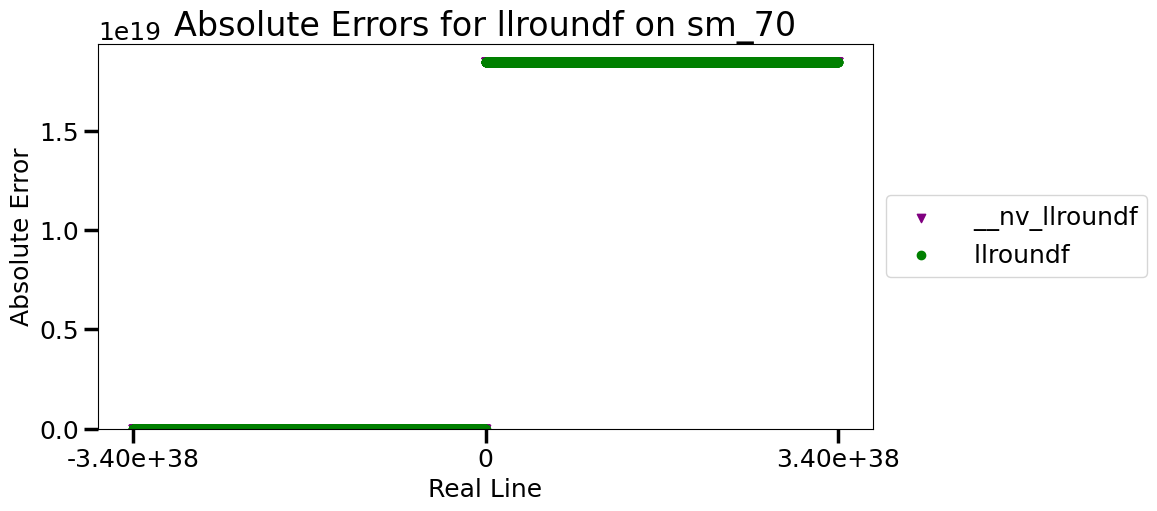 Absolute Errors for llroundf on sm_70
1e19
1.5
1.0
0.5
0.0
Absolute Error
-3.40e+38
0
3.40e+38
Real Line
__nv_llroundf
llroundf